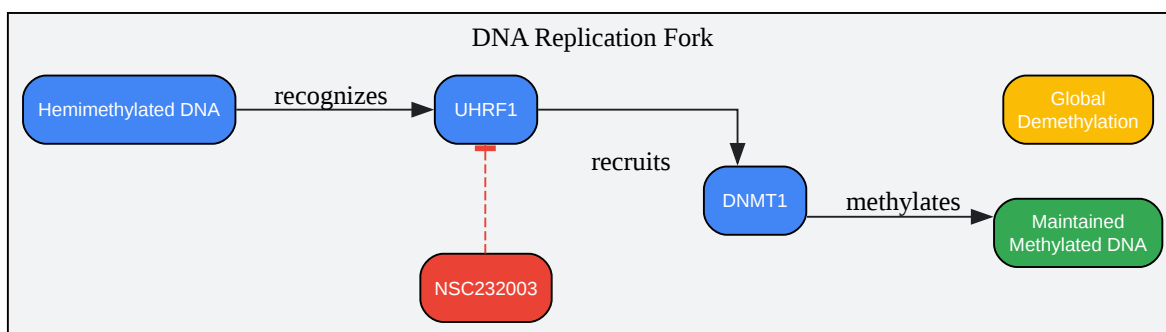 DNA Replication Fork
Hemimethylated DNA
recognizes
UHRF1
recruits
DNMT1
methylates
Global
Demethylation
Maintained
Methylated DNA
NSC232003